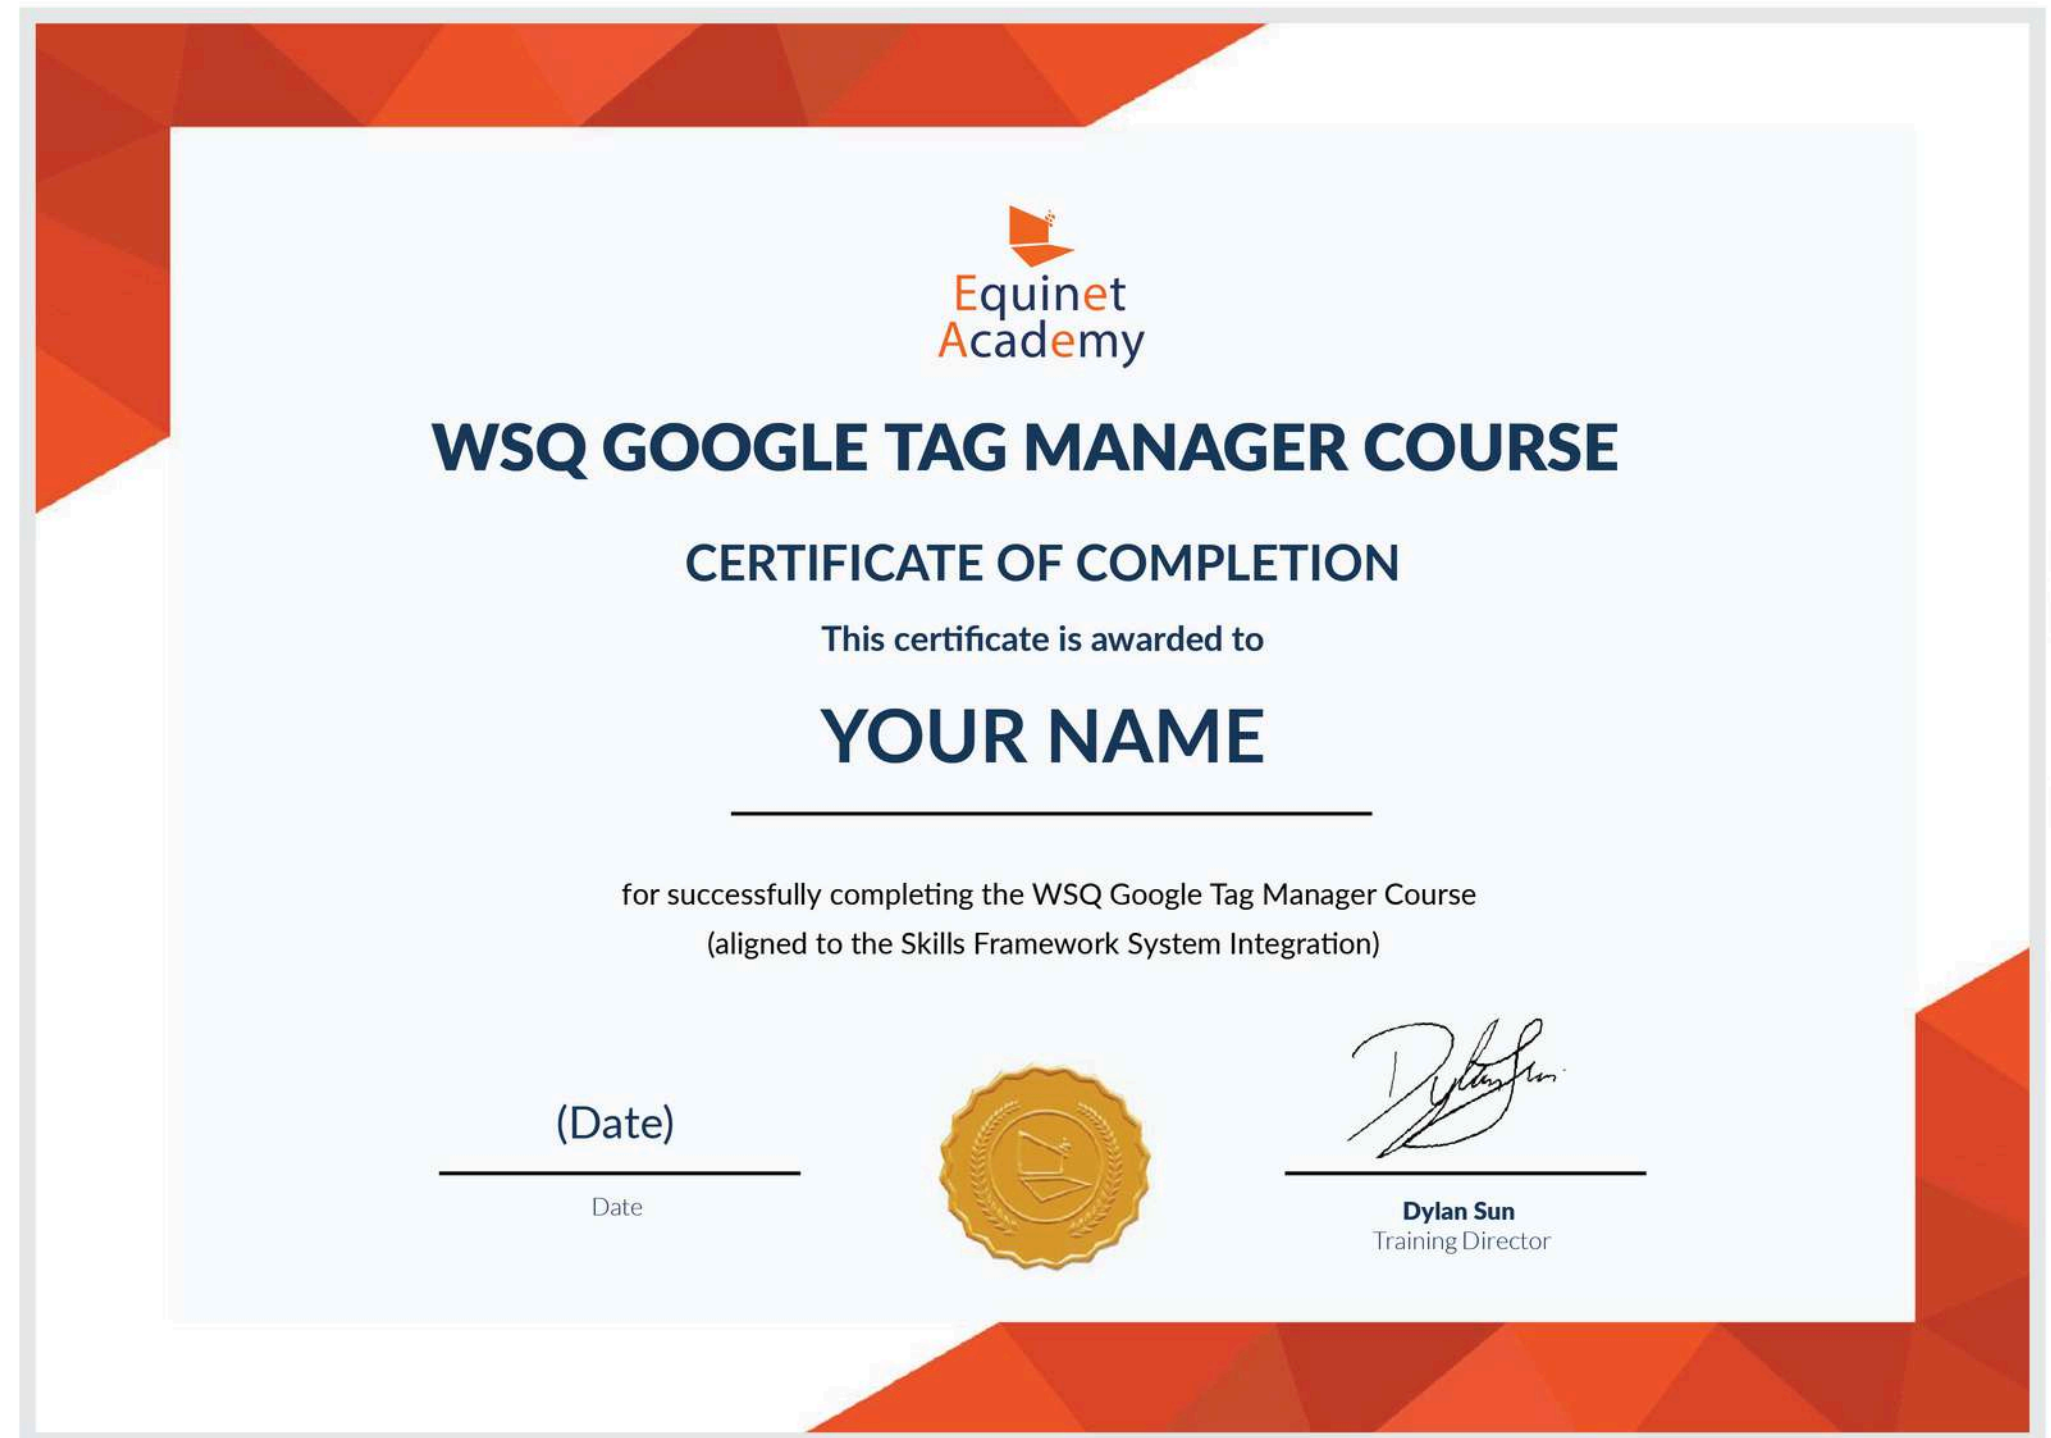 Equinet
Academy
WSQ GOOGLE TAG MANAGER COURSE
CERTIFICATE OF COMPLETION
This certificate is awarded to
YOUR NAME
for successfully completing the WSQ Google Tag Manager Course
(aligned to the Skills Framework System Integration)
(Date)
Date
Dylan Sun
Dylan Sun
Training Director